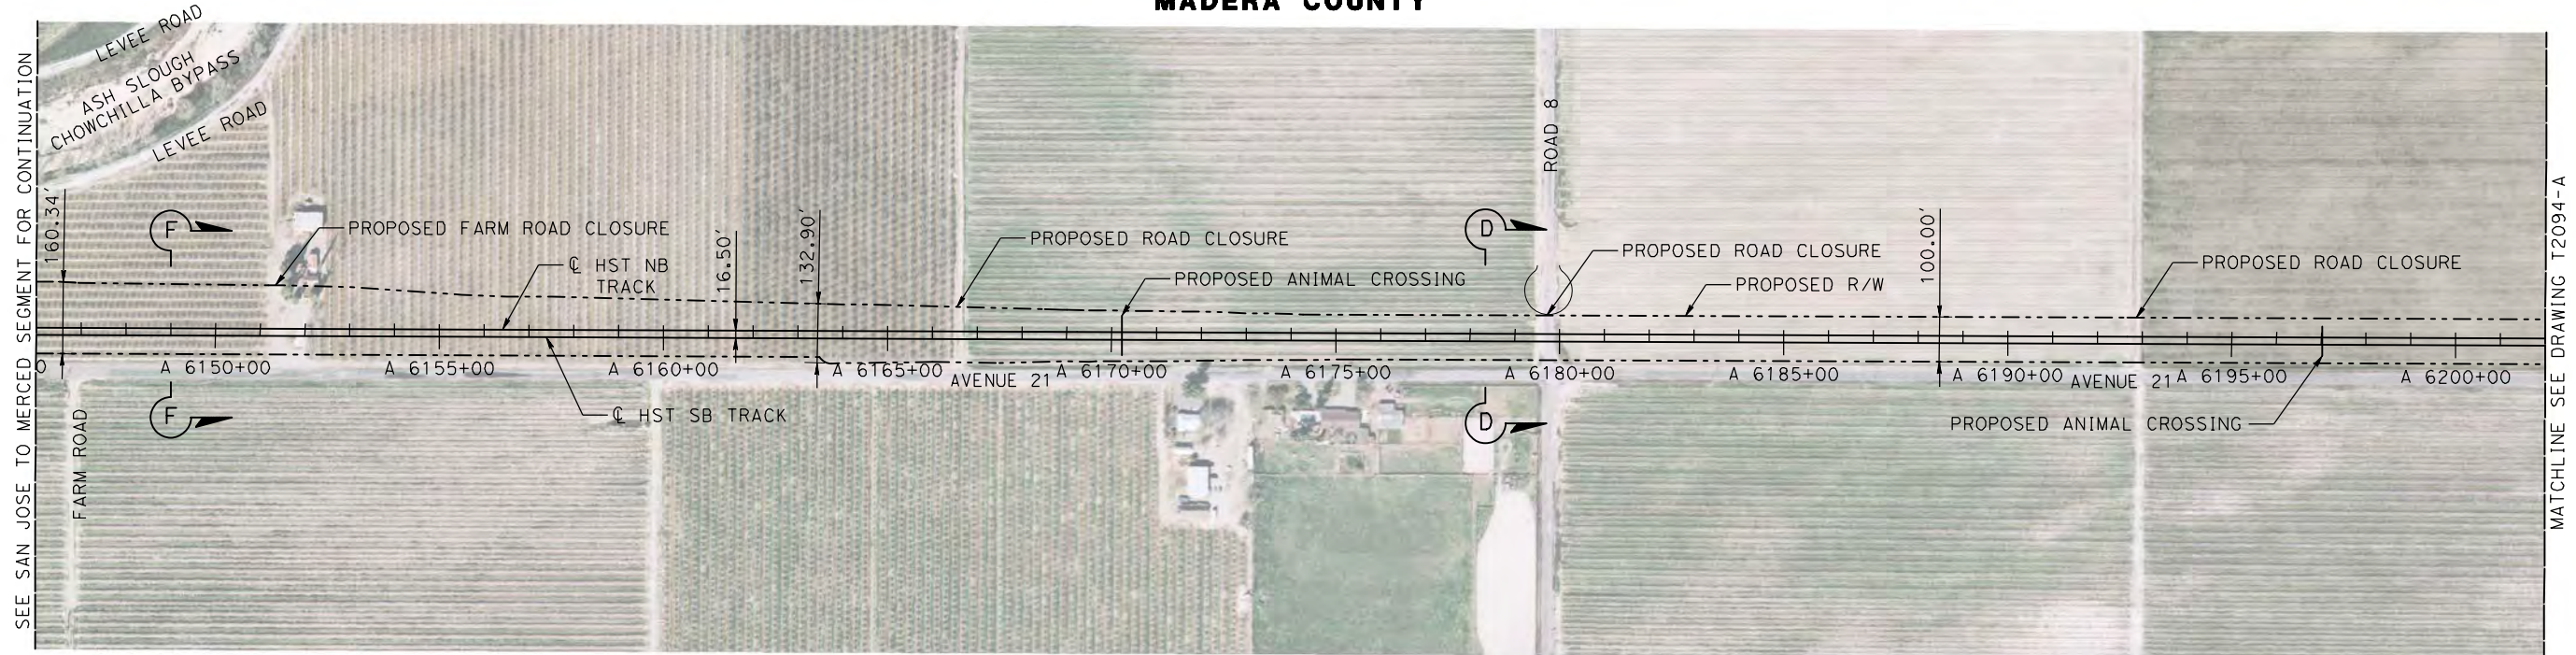 MADERA COUNTY
LEVEE ROAD
ASH SLOUGH
CHOWCHILLA BYPASS
LEVEE ROAD
SEE SAN JOSE TO MERCED SEGMENT FOR CONTINUATION
160.34'
F
PROPOSED FARM ROAD CLOSURE
℄ HST NB
TRACK
16.50'
132.90'
PROPOSED ROAD CLOSURE
PROPOSED ANIMAL CROSSING
D
ROAD 8
PROPOSED ROAD CLOSURE
PROPOSED R/W
100.00'
PROPOSED ROAD CLOSURE
MATCHLINE SEE DRAWING T2094-A
0
A 6150+00
A 6155+00
A 6160+00
A 6165+00
AVENUE 21
A 6170+00
A 6175+00
A 6180+00
A 6185+00
A 6190+00
AVENUE 21
A 6195+00
A 6200+00
FARM ROAD
F
℄ HST SB TRACK
D
PROPOSED ANIMAL CROSSING